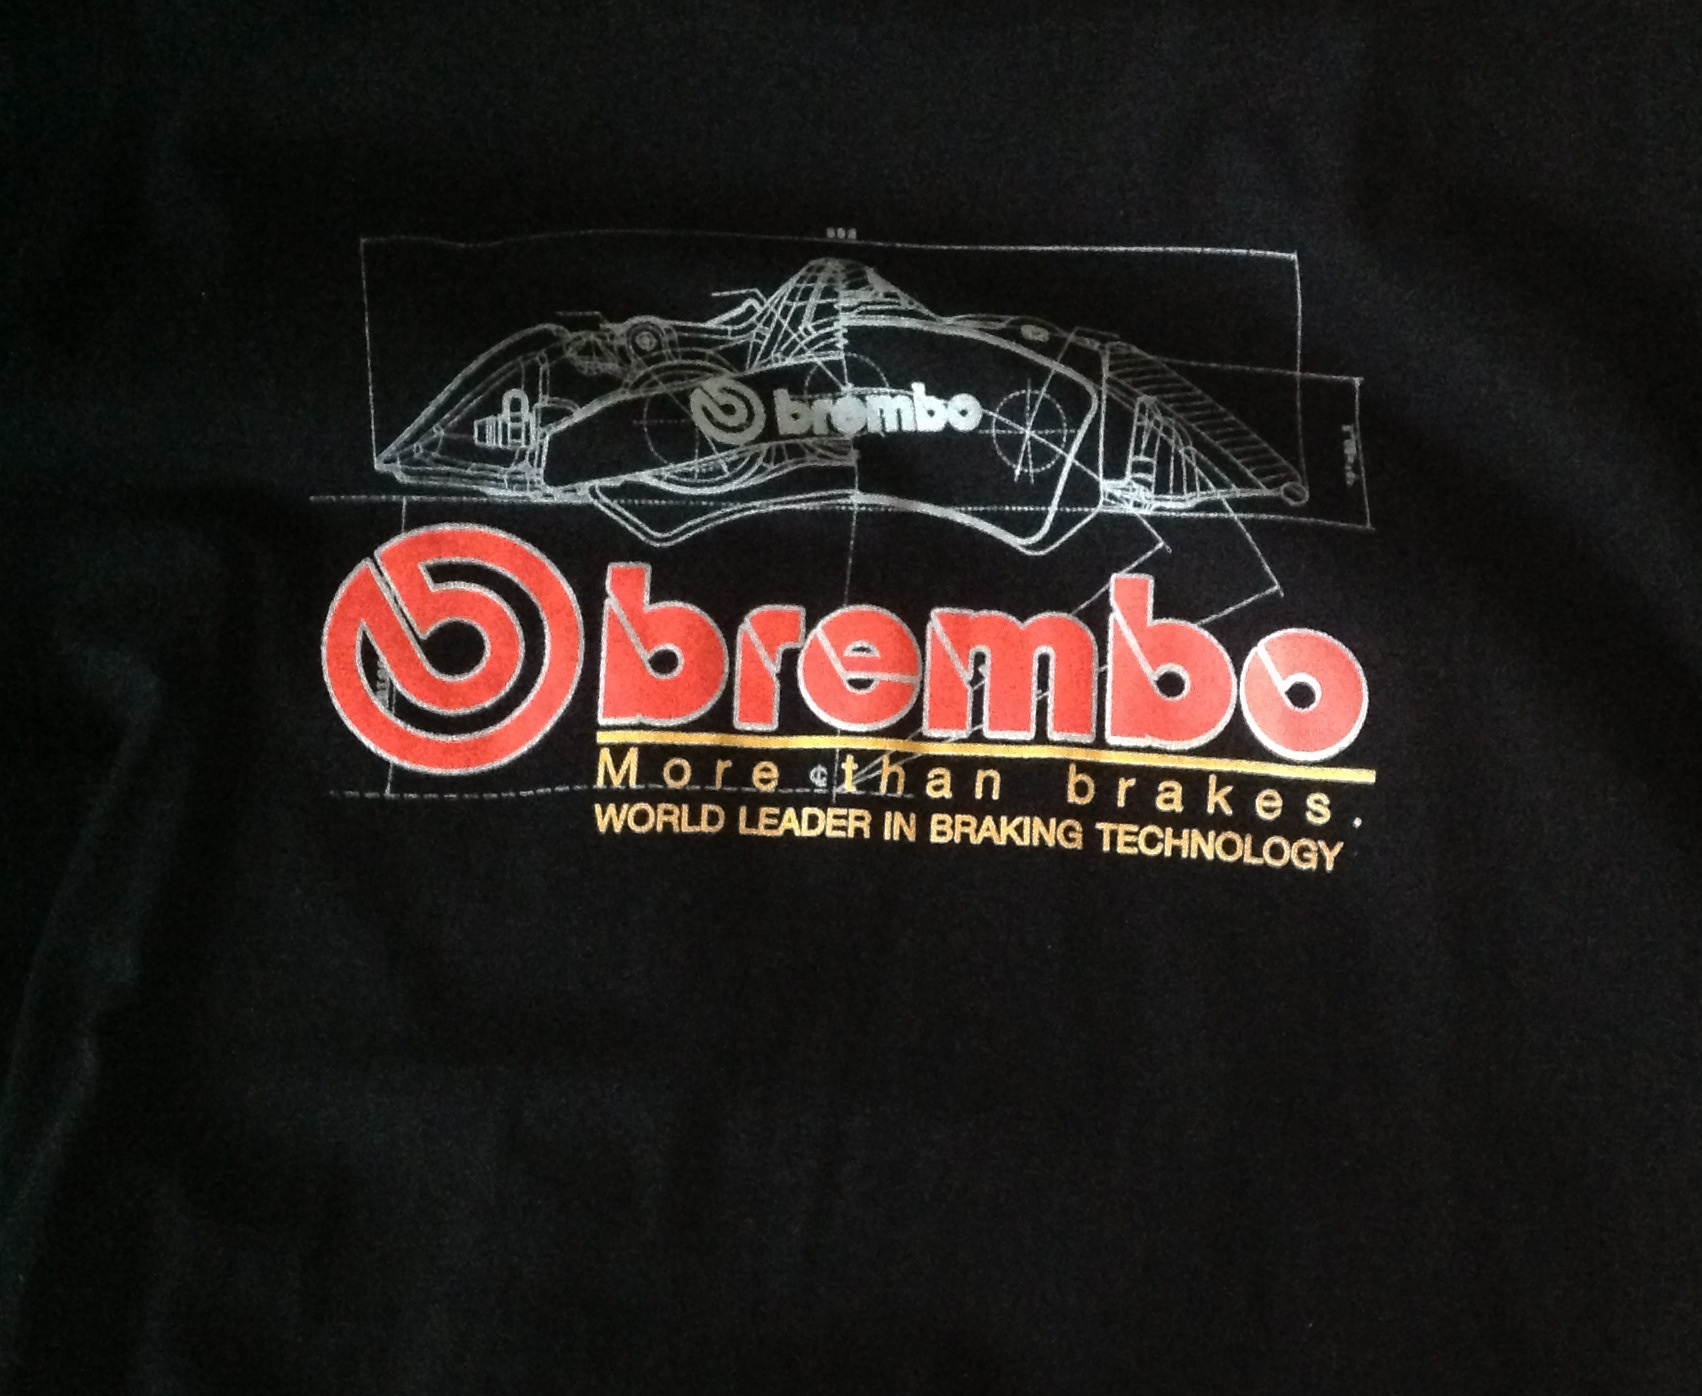 brembo
brembo
More than brakes.
WORLD LEADER IN BRAKING TECHNOLOGY